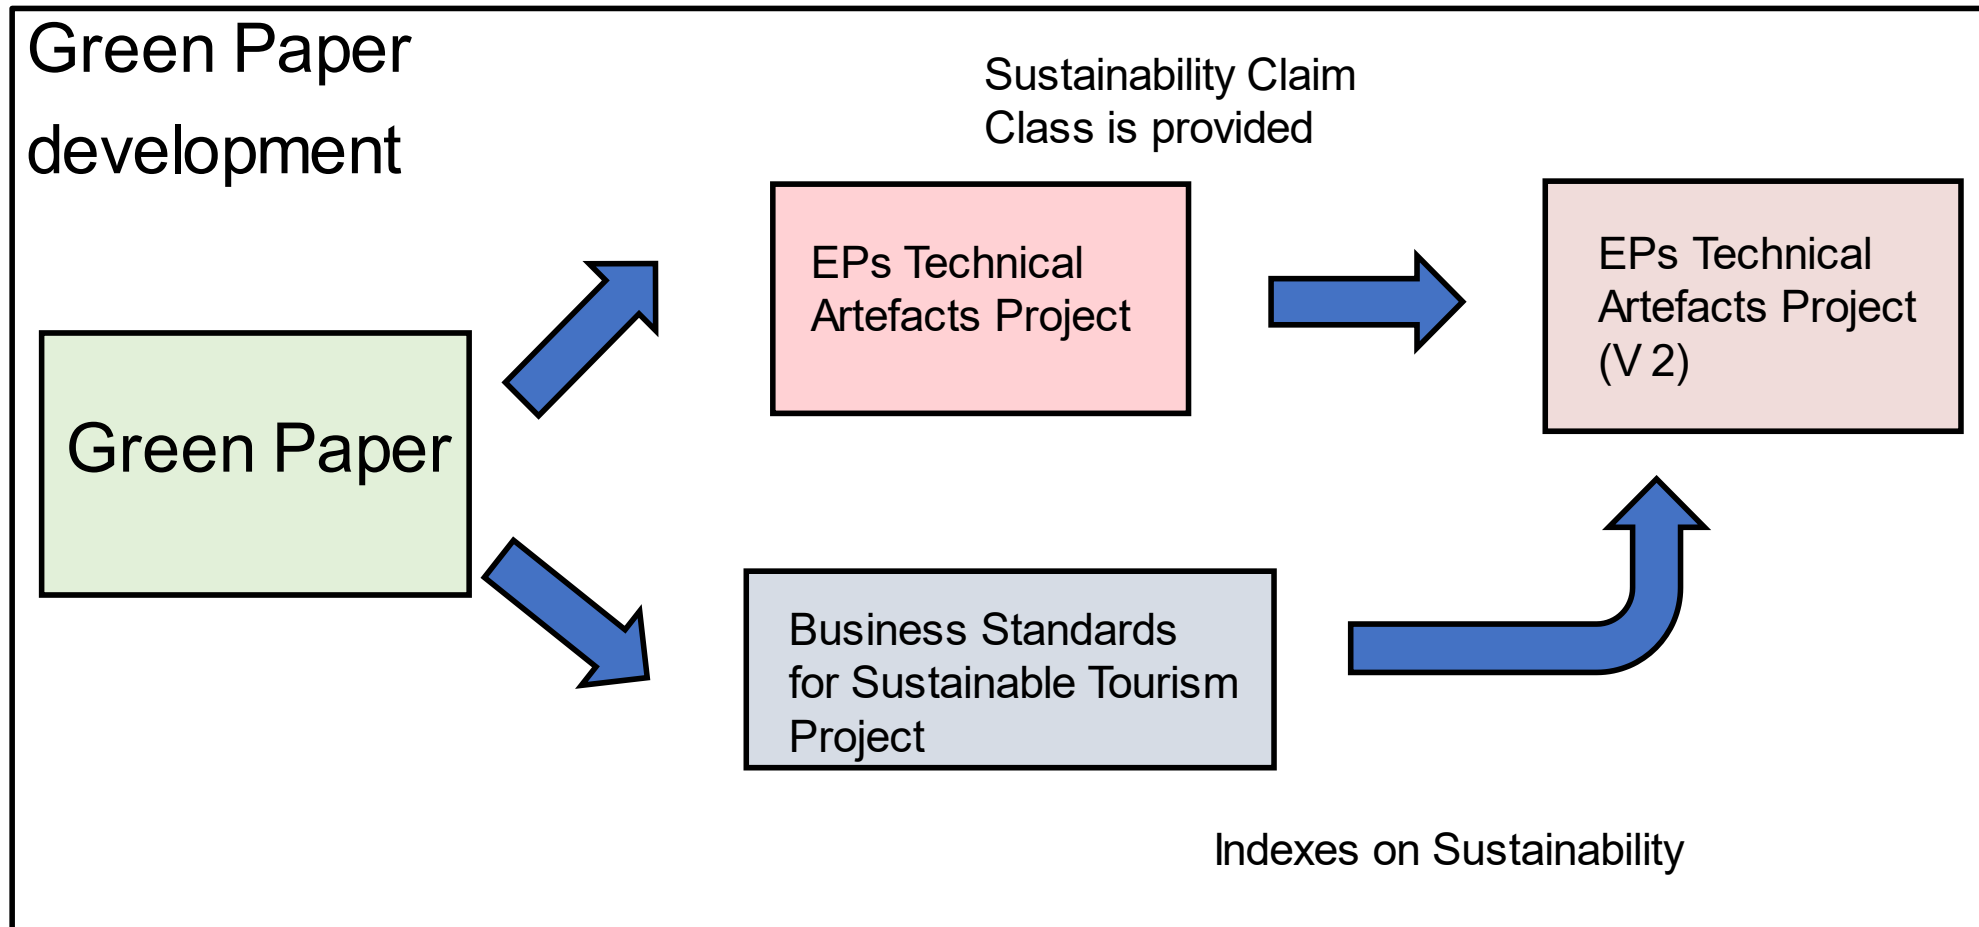 Green Paper
development
Sustainability Claim
Class is provided
EPs Technical
Artefacts Project
EPs Technical
Artefacts Project
(V 2)
Green Paper
Business Standards
for Sustainable Tourism
Project
Indexes on Sustainability